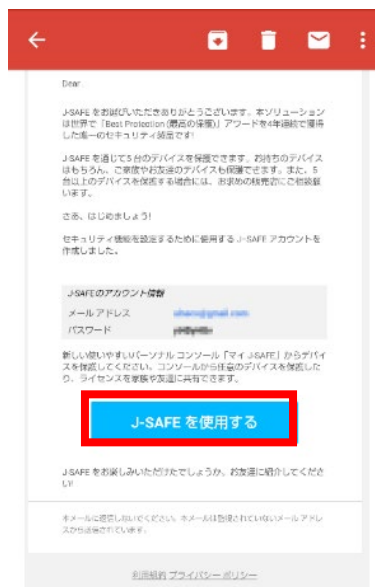 Dear
J-SAFE をお選びいただきありがとうございます。本ソリューション
は世界で「Best Protection (最高の保護)」アワードを4年連続で獲得
した唯一のセキュリティ製品です!
J-SAFE を通じて5 台のデバイスを保護できます。お持ちのデバイス
はもちろん、ご家族やお友達のデバイスも保護できます。また、5
台以上のデバイスを保護する場合には、お求めの販売店にご相談願
います。
さあ、はじめましょう!
セキュリティ機能を設定するために使用する J-SAFE アカウントを
作成しました。
J-SAFEのアカウント情報
メール アドレス
パスワード
新しい使いやすいパーソナル コンソール「マイ J-SAFE」からデバイ
スを保護してください。コンソールから任意のデバイスを保護した
り、ライセンスを家族や友達に共有できます。
J-SAFE を使用する
J-SAFE をお楽しみいただけたでしょうか。お友達に紹介してくださ
い!
本メールに返信しないでください。本メールは監視されていないメール アドレ
スから送信されています。
利用規約 プライバシー ポリシー